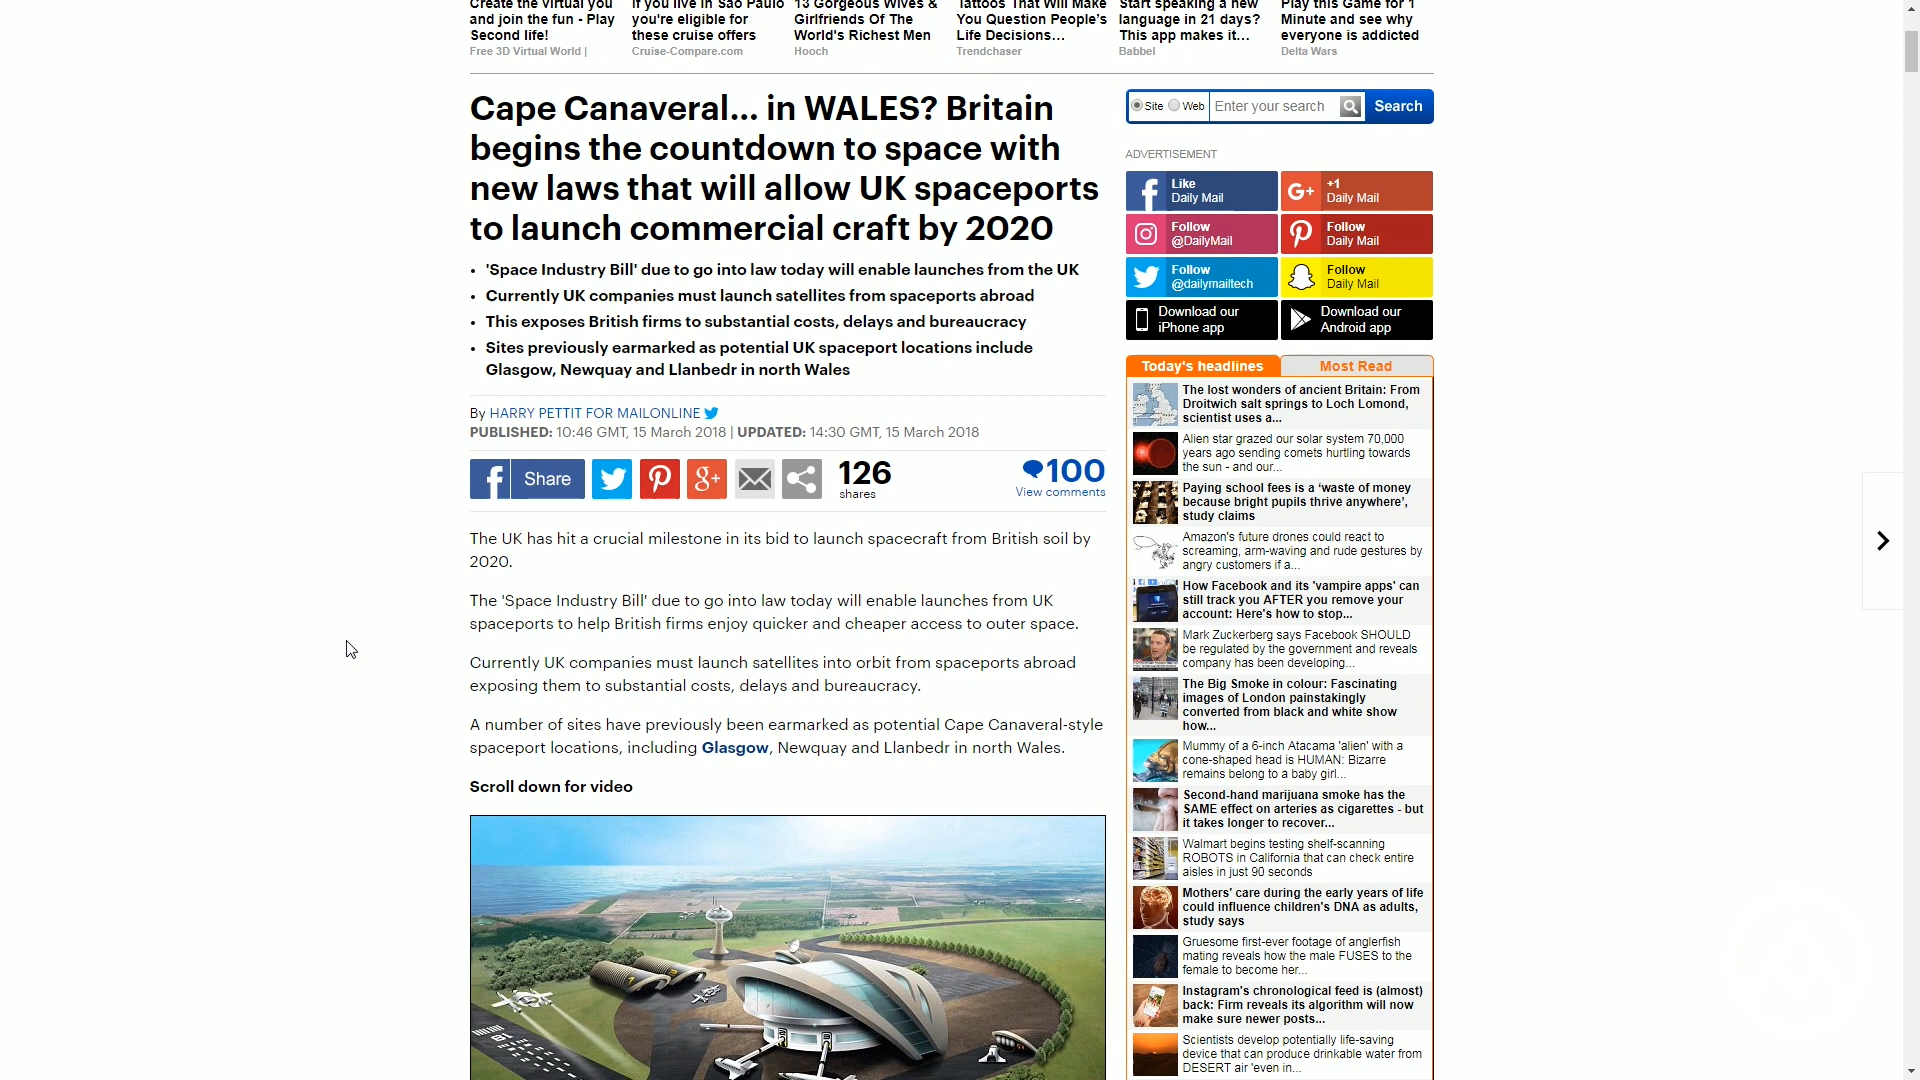 Create the virtual you
and join the fun - Play
Second life!
Free 3D Virtual World |
If you live in Sao Paulo
you're eligible for
these cruise offers
Cruise-Compare.com
13 Gorgeous Wives &
Girlfriends Of The
World's Richest Men
Hooch
Tattoos That Will Make
You Question People's
Life Decisions...
Trendchaser
Start speaking a new
language in 21 days?
This app makes it...
Babbel
Play this Game for 1
Minute and see why
everyone is addicted
Delta Wars
Cape Canaveral... in WALES? Britain
begins the countdown to space with
new laws that will allow UK spaceports
to launch commercial craft by 2020
• 'Space Industry Bill' due to go into law today will enable launches from the UK
• Currently UK companies must launch satellites from spaceports abroad
• This exposes British firms to substantial costs, delays and bureaucracy
• Sites previously earmarked as potential UK spaceport locations include
Glasgow, Newquay and Llanbedr in north Wales
By HARRY PETTIT FOR MAILONLINE
PUBLISHED: 10:46 GMT, 15 March 2018 | UPDATED: 14:30 GMT, 15 March 2018
Share
126
shares
100
View comments
The UK has hit a crucial milestone in its bid to launch spacecraft from British soil by
2020.
The 'Space Industry Bill' due to go into law today will enable launches from UK
spaceports to help British firms enjoy quicker and cheaper access to outer space.
Currently UK companies must launch satellites into orbit from spaceports abroad
exposing them to substantial costs, delays and bureaucracy.
A number of sites have previously been earmarked as potential Cape Canaveral-style
spaceport locations, including Glasgow, Newquay and Llanbedr in north Wales.
Scroll down for video
Site Web Enter your search Search
ADVERTISEMENT
Like
Daily Mail
+1
Daily Mail
Follow
@DailyMail
Follow
Daily Mail
Follow
@dailymailtech
Follow
Daily Mail
Download our
iPhone app
Download our
Android app
Today's headlines Most Read
The lost wonders of ancient Britain: From
Droitwich salt springs to Loch Lomond,
scientist uses a...
Alien star grazed our solar system 70,000
years ago sending comets hurtling towards
the sun - and our...
Paying school fees is a 'waste of money
because bright pupils thrive anywhere',
study claims
Amazon's future drones could react to
screaming, arm-waving and rude gestures by
angry customers if a...
How Facebook and its 'vampire apps' can
still track you AFTER you remove your
account: Here's how to stop...
Mark Zuckerberg says Facebook SHOULD
be regulated by the government and reveals
company has been developing...
The Big Smoke in colour: Fascinating
images of London painstakingly
converted from black and white show
how...
Mummy of a 6-inch Atacama 'alien' with a
cone-shaped head is HUMAN: Bizarre
remains belong to a baby girl...
Second-hand marijuana smoke has the
SAME effect on arteries as cigarettes - but
it takes longer to recover...
Walmart begins testing shelf-scanning
ROBOTS in California that can check entire
aisles in just 90 seconds
Mothers' care during the early years of life
could influence children's DNA as adults,
study says
Gruesome first-ever footage of anglerfish
mating reveals how the male FUSES to the
female to become her...
Instagram's chronological feed is (almost)
back: Firm reveals its algorithm will now
make sure newer posts...
Scientists develop potentially life-saving
device that can produce drinkable water from
DESERT air 'even in...